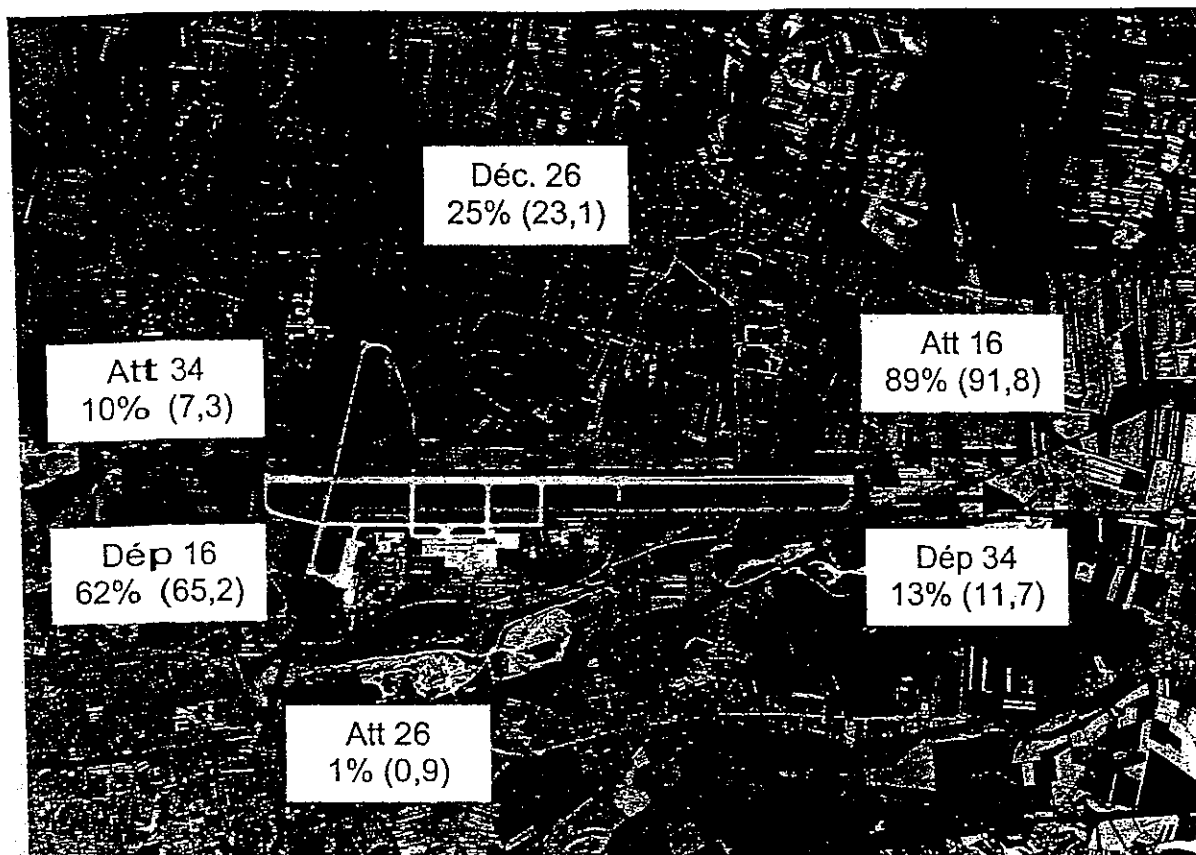 Déc. 26
25% (23,1)
Att 34
10% (7,3)
Att 16
89% (91,8)
Dép 16
62% (65,2)
Dép 34
13% (11,7)
Att 26
1% (0,9)